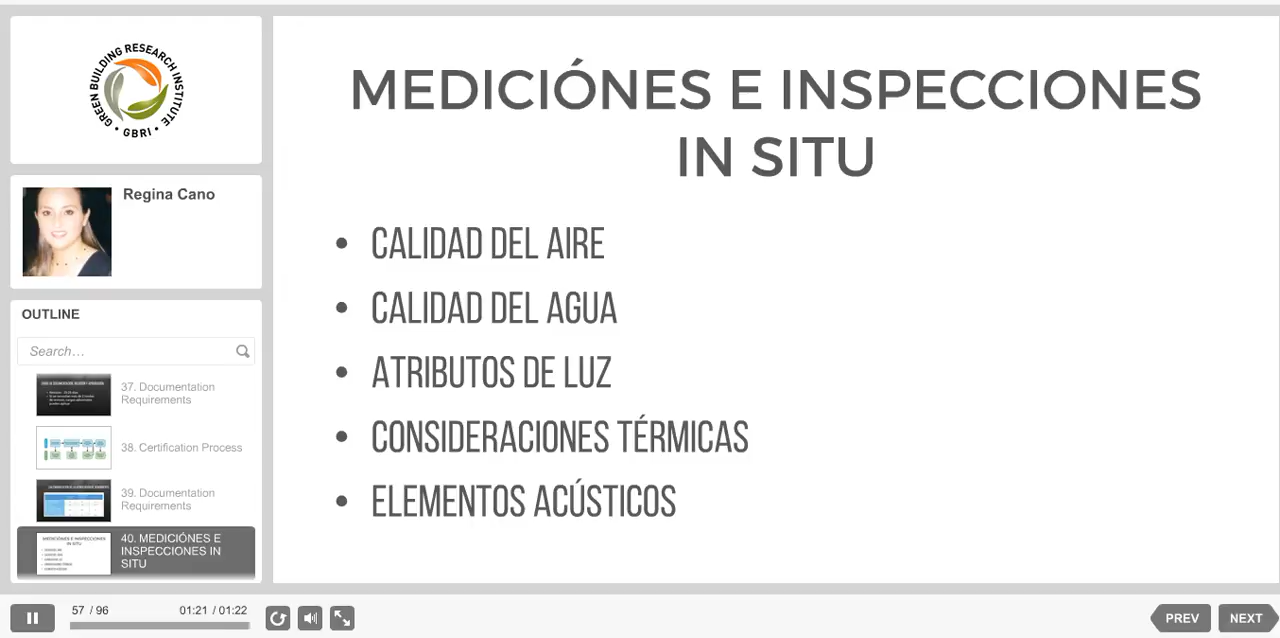 GREEN BUILDING RESEARCH INSTITUTE
• GBRI •
Regina Cano
OUTLINE
Search...
37. Documentation
Requirements
38. Certification Process
39. Documentation
Requirements
40. MEDICIÓNES E
INSPECCIONES IN
SITU
MEDICIÓNES E INSPECCIONES
IN SITU
• CALIDAD DEL AIRE
• CALIDAD DEL AGUA
• ATRIBUTOS DE LUZ
• CONSIDERACIONES TÉRMICAS
• ELEMENTOS ACÚSTICOS
57 / 96
01:21 / 01:22
PREV
NEXT